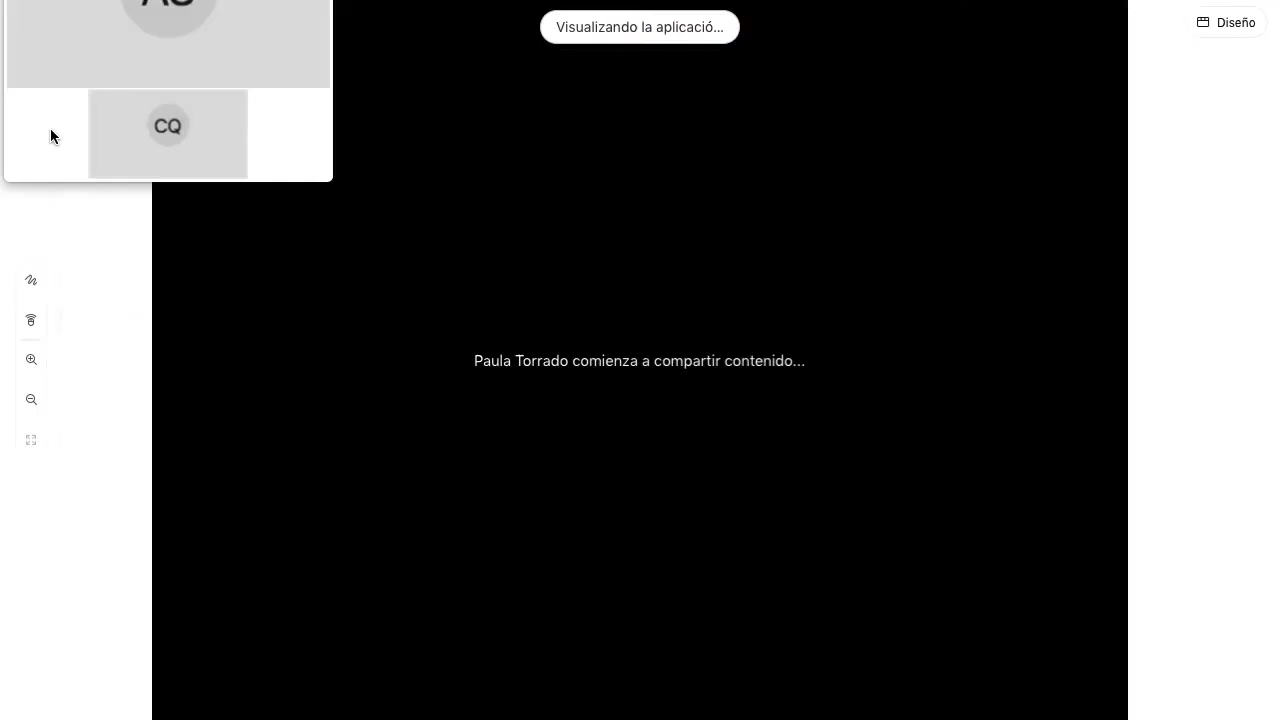 Visualizando la aplicació...
Diseño
CQ
Paula Torrado comienza a compartir contenido...